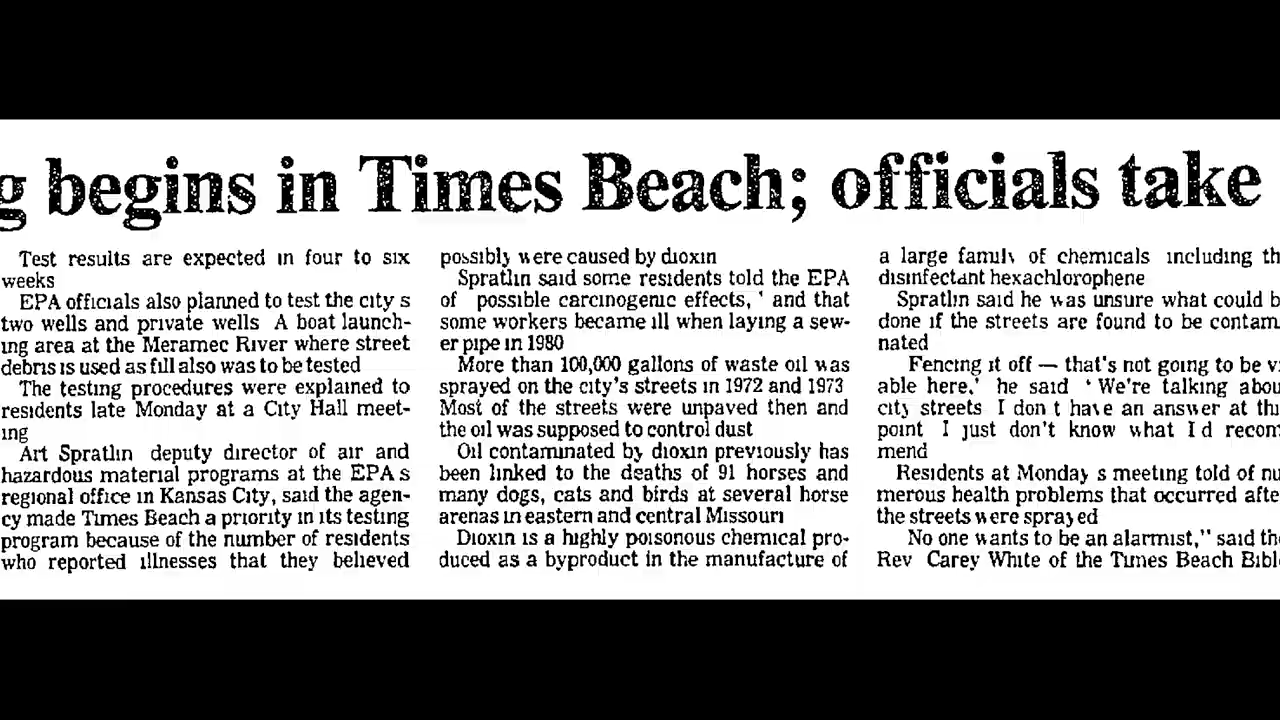 g begins in Times Beach; officials take
Test results are expected in four to six
weeks
EPA officials also planned to test the city s
two wells and private wells A boat launch-
ing area at the Meramec River where street
debris is used as fill also was to be tested
The testing procedures were explained to
residents late Monday at a City Hall meet-
ing
Art Spratlin deputy director of air and
hazardous material programs at the EPA s
regional office in Kansas City, said the agen-
cy made Times Beach a priority in its testing
program because of the number of residents
who reported illnesses that they believed
possibly were caused by dioxin
Spratlin said some residents told the EPA
of possible carcinogenic effects, ' and that
some workers became ill when laying a sew-
er pipe in 1980
More than 100,000 gallons of waste oil was
sprayed on the city's streets in 1972 and 1973
Most of the streets were unpaved then and
the oil was supposed to control dust
Oil contaminated by dioxin previously has
been linked to the deaths of 91 horses and
many dogs, cats and birds at several horse
arenas in eastern and central Missouri
Dioxin is a highly poisonous chemical pro-
duced as a byproduct in the manufacture of
a large family of chemicals including th
disinfectant hexachlorophene
Spratlin said he was unsure what could b
done if the streets are found to be contam
nated
Fencing it off — that's not going to be vi
able here.' he said ' We're talking abou
city streets I don t have an answer at thi
point I just don't know what I d recom
mend
Residents at Monday s meeting told of nu
merous health problems that occurred afte
the streets were sprayed
No one wants to be an alarmist," said the
Rev Carey White of the Times Beach Bible